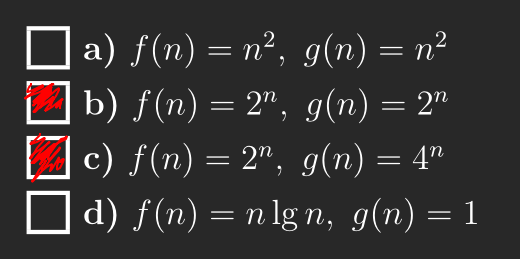 a) f(n) = n², g(n) = n²
b) f(n) = 2ⁿ, g(n) = 2ⁿ
c) f(n) = 2ⁿ, g(n) = 4ⁿ
d) f(n) = n lg n, g(n) = 1